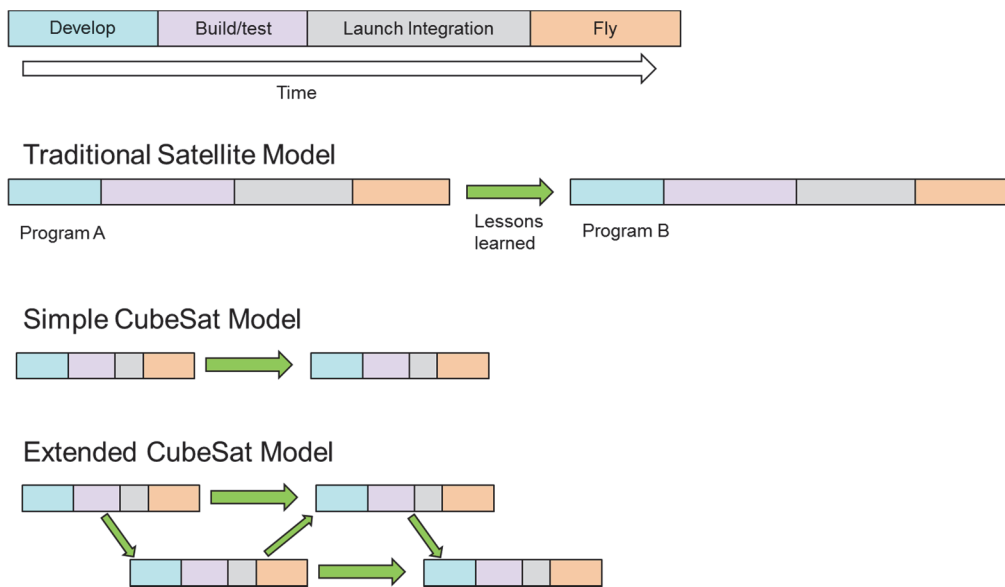 Develop
Build/test
Launch Integration
Fly
Time
Traditional Satellite Model
Program A
Lessons
learned
Program B
Simple CubeSat Model
Extended CubeSat Model